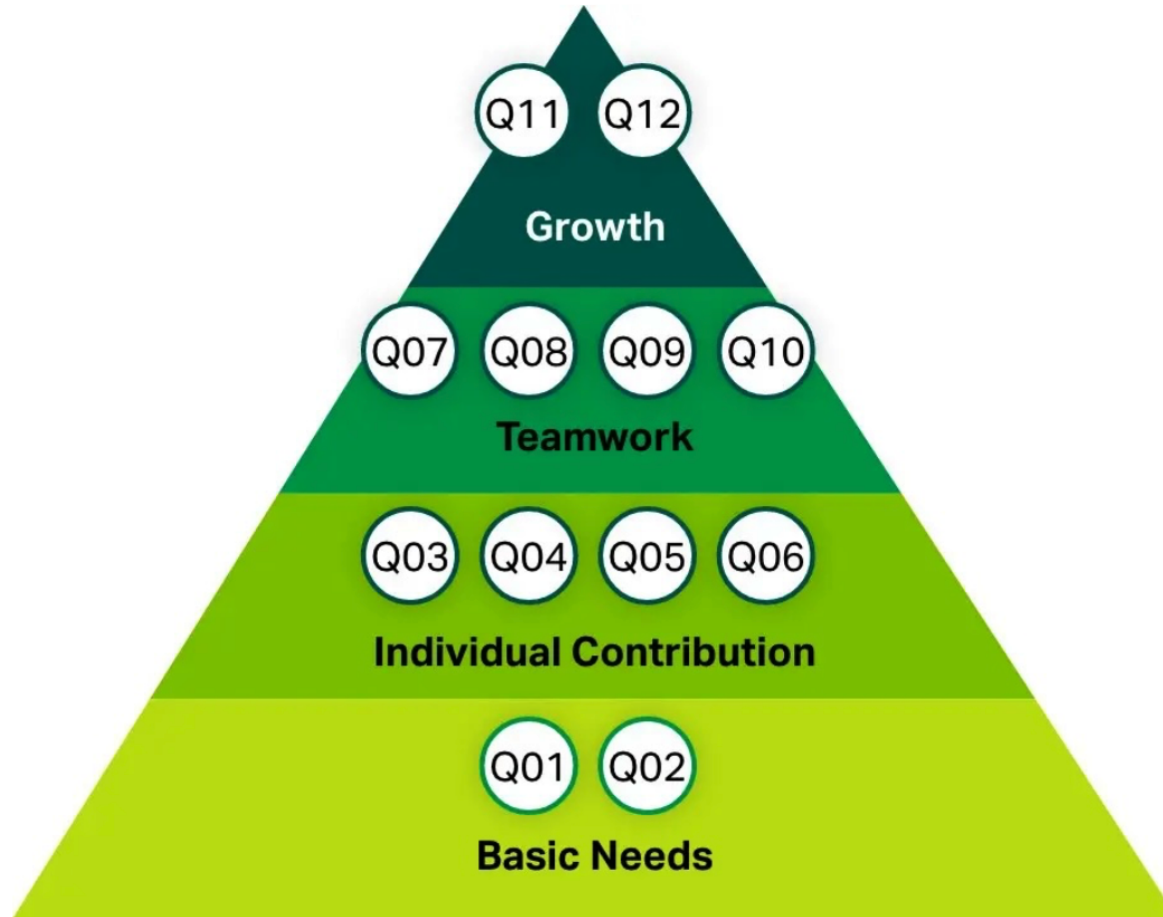 Q11 Q12
Growth
Q07 Q08 Q09 Q10
Teamwork
Q03 Q04 Q05 Q06
Individual Contribution
Q01 Q02
Basic Needs